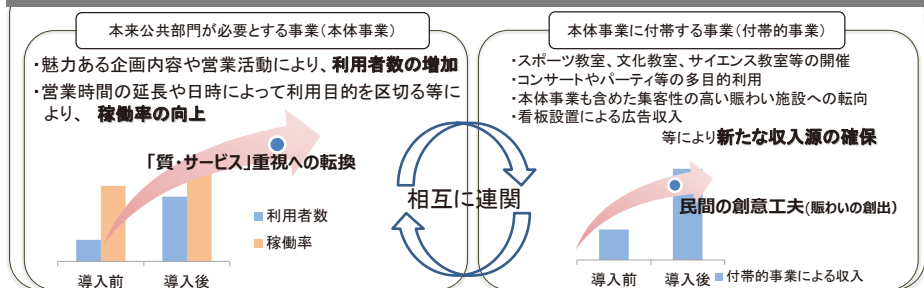 本来公共部門が必要とする事業(本体事業)
・魅力ある企画内容や営業活動により、利用者数の増加
・営業時間の延長や日時によって利用目的を区切る等に
より、 稼働率の向上
「質・サービス」重視への転換
利用者数
稼働率
導入前 導入後
相互に連関
本体事業に付帯する事業(付帯的事業)
・スポーツ教室、文化教室、サイエンス教室等の開催
・コンサートやパーティ等の多目的利用
・本体事業も含めた集客性の高い賑わい施設への転向
・看板設置による広告収入
等により新たな収入源の確保
民間の創意工夫(賑わいの創出)
導入前 導入後 付帯的事業による収入